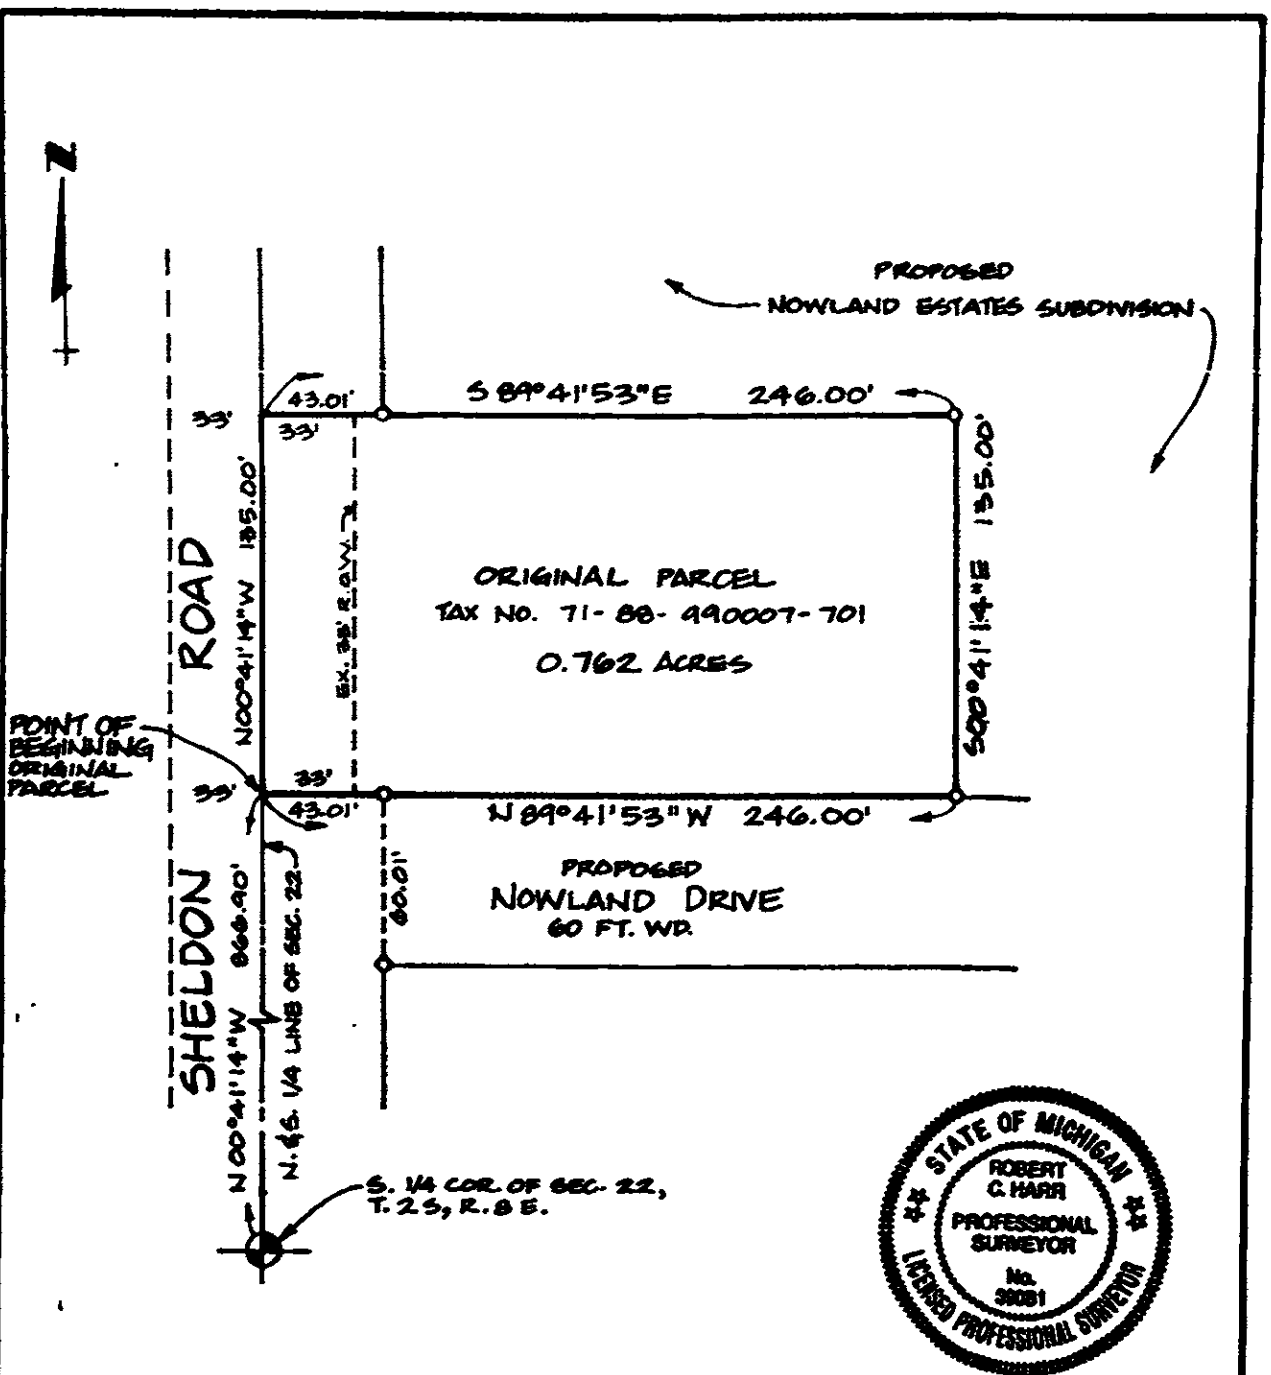 N
PROPOSED
NOWLAND ESTATES SUBDIVISION
S 89°41'53"E 246.00'
43.01'
33'
33'
N00°41'14"W 135.00'
EX. 33' R.O.W.
S00°41'14"E 135.00'
ORIGINAL PARCEL
TAX NO. 71-88-990007-701
0.762 ACRES
SHELDON ROAD
POINT OF
BEGINNING
ORIGINAL
PARCEL
33'
33'
43.01'
N 89°41'53"W 246.00'
60.01'
PROPOSED
NOWLAND DRIVE
60 FT. WD.
N 00°41'14"W 866.90'
N. & S. 1/4 LINE OF SEC. 22
S. 1/4 COR. OF SEC. 22,
T. 2 S, R. 8 E.
STATE OF MICHIGAN
ROBERT
C. HARR
PROFESSIONAL
SURVEYOR
No.
39081
LICENSED PROFESSIONAL SURVEYOR